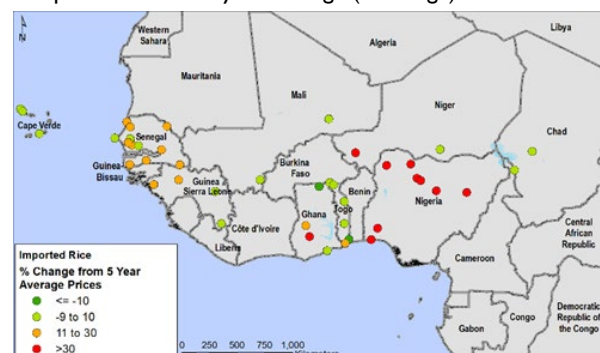 N
Western
Sahara
Algeria
Libya
Mauritania
Mali
Niger
Chad
Cape Verde
Senegal
Guinea-
Bissau
Burkina
Faso
Guinea
Sierra Leone
Benin
Nigeria
Ghana
Togo
Côte d'Ivoire
Liberia
Central
African
Republic
Cameroon
Imported Rice
% Change from 5 Year
Average Prices
<= -10
-9 to 10
11 to 30
>30
0 250 500 750 1,000
Gabon
Congo
Democratic
Republic of
the Congo